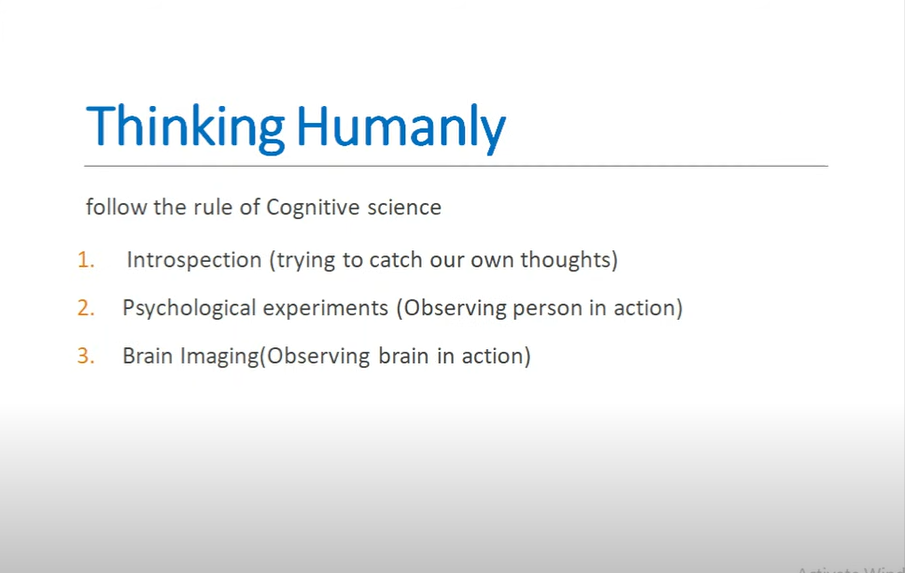 Thinking Humanly
follow the rule of Cognitive science
1. Introspection (trying to catch our own thoughts)
2. Psychological experiments (Observing person in action)
3. Brain Imaging(Observing brain in action)